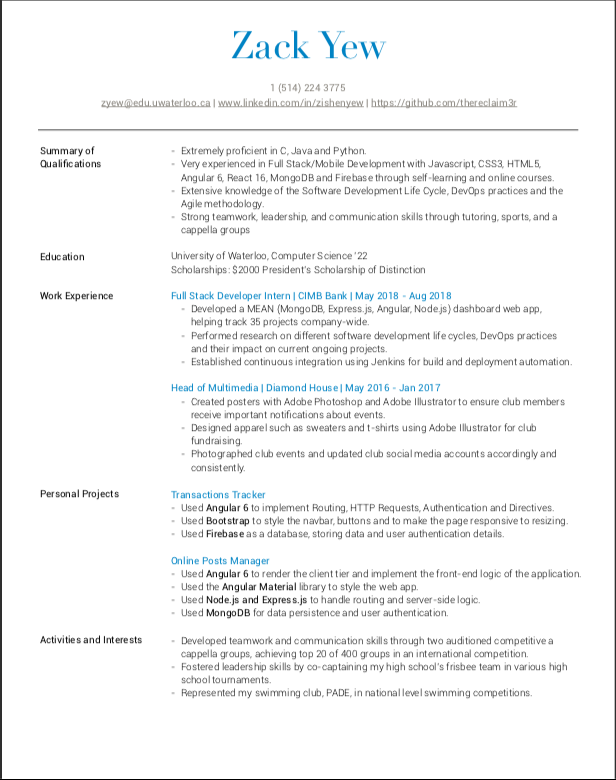 Zack Yew
1 (514) 224 3775
zyew@edu.uwaterloo.ca | www.linkedin.com/in/zishenyew | https://github.com/thereclaim3r
Summary of
Qualifications
- Extremely proficient in C, Java and Python.
- Very experienced in Full Stack/Mobile Development with Javascript, CSS3, HTML5,
Angular 6, React 16, MongoDB and Firebase through self-learning and online courses.
- Extensive knowledge of the Software Development Life Cycle, DevOps practices and the
Agile methodology.
- Strong teamwork, leadership, and communication skills through tutoring, sports, and a
cappella groups
Education
University of Waterloo, Computer Science '22
Scholarships: $2000 President's Scholarship of Distinction
Work Experience
Full Stack Developer Intern | CIMB Bank | May 2018 - Aug 2018
- Developed a MEAN (MongoDB, Express.js, Angular, Node.js) dashboard web app,
helping track 35 projects company-wide.
- Performed research on different software development life cycles, DevOps practices
and their impact on current ongoing projects.
- Established continuous integration using Jenkins for build and deployment automation.
Head of Multimedia | Diamond House | May 2016 - Jan 2017
- Created posters with Adobe Photoshop and Adobe Illustrator to ensure club members
receive important notifications about events.
- Designed apparel such as sweaters and t-shirts using Adobe Illustrator for club
fundraising.
- Photographed club events and updated club social media accounts accordingly and
consistently.
Personal Projects
Transactions Tracker
- Used Angular 6 to implement Routing, HTTP Requests, Authentication and Directives.
- Used Bootstrap to style the navbar, buttons and to make the page responsive to resizing.
- Used Firebase as a database, storing data and user authentication details.
Online Posts Manager
- Used Angular 6 to render the client tier and implement the front-end logic of the application.
- Used the Angular Material library to style the web app.
- Used Node.js and Express.js to handle routing and server-side logic.
- Used MongoDB for data persistence and user authentication.
Activities and Interests
- Developed teamwork and communication skills through two auditioned competitive a
cappella groups, achieving top 20 of 400 groups in an international competition.
- Fostered leadership skills by co-captaining my high school's frisbee team in various high
school tournaments.
- Represented my swimming club, PADE, in national level swimming competitions.